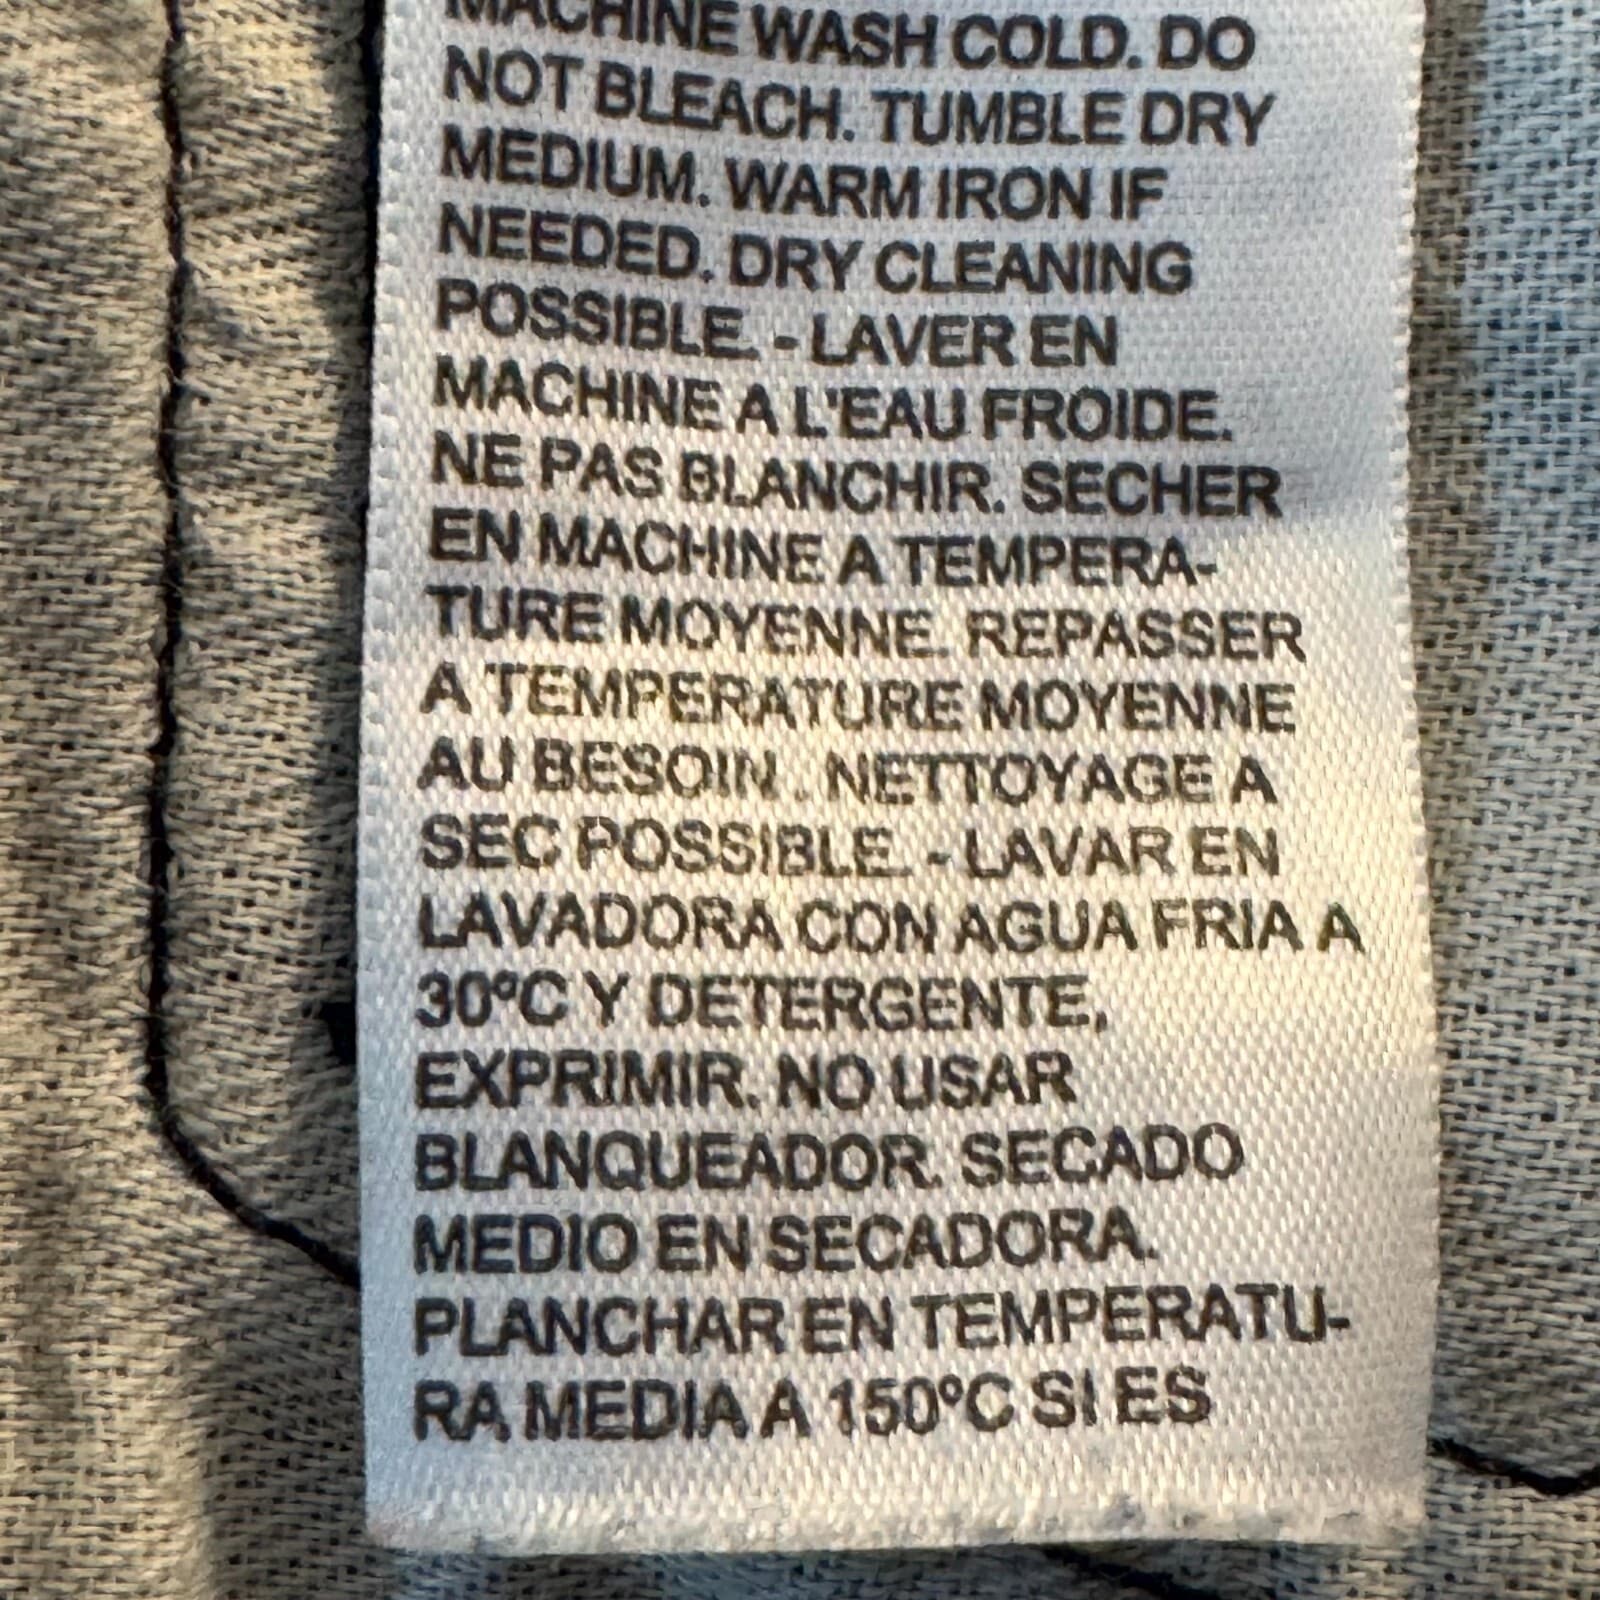 MACHINE WASH COLD. DO
NOT BLEACH. TUMBLE DRY
MEDIUM. WARM IRON IF
NEEDED. DRY CLEANING
POSSIBLE. - LAVER EN
MACHINE A L'EAU FROIDE.
NE PAS BLANCHIR. SECHER
EN MACHINE A TEMPERA-
TURE MOYENNE. REPASSER
A TEMPERATURE MOYENNE
AU BESOIN . NETTOYAGE A
SEC POSSIBLE. - LAVAR EN
LAVADORA CON AGUA FRIA A
30ºC Y DETERGENTE,
EXPRIMIR. NO USAR
BLANQUEADOR. SECADO
MEDIO EN SECADORA.
PLANCHAR EN TEMPERATU-
RA MEDIA A 150ºC SI ES